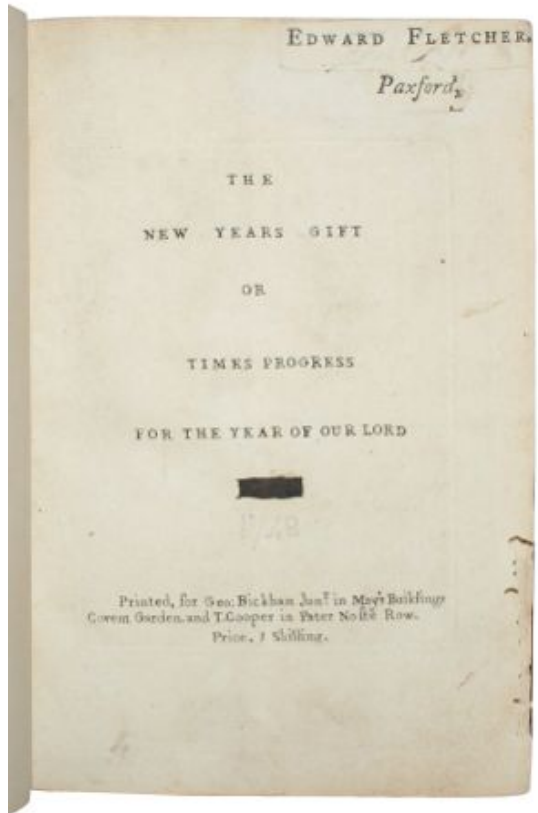 EDWARD FLETCHER.
Paxford,
THE
NEW YEARS GIFT
OR
TIMES PROGRESS
FOR THE YEAR OF OUR LORD
Printed, for Geo: Bickham Junr. in May's Buildings
Covent Garden, and T. Cooper in Pater Nostr Row.
Price, 1 Shilling.